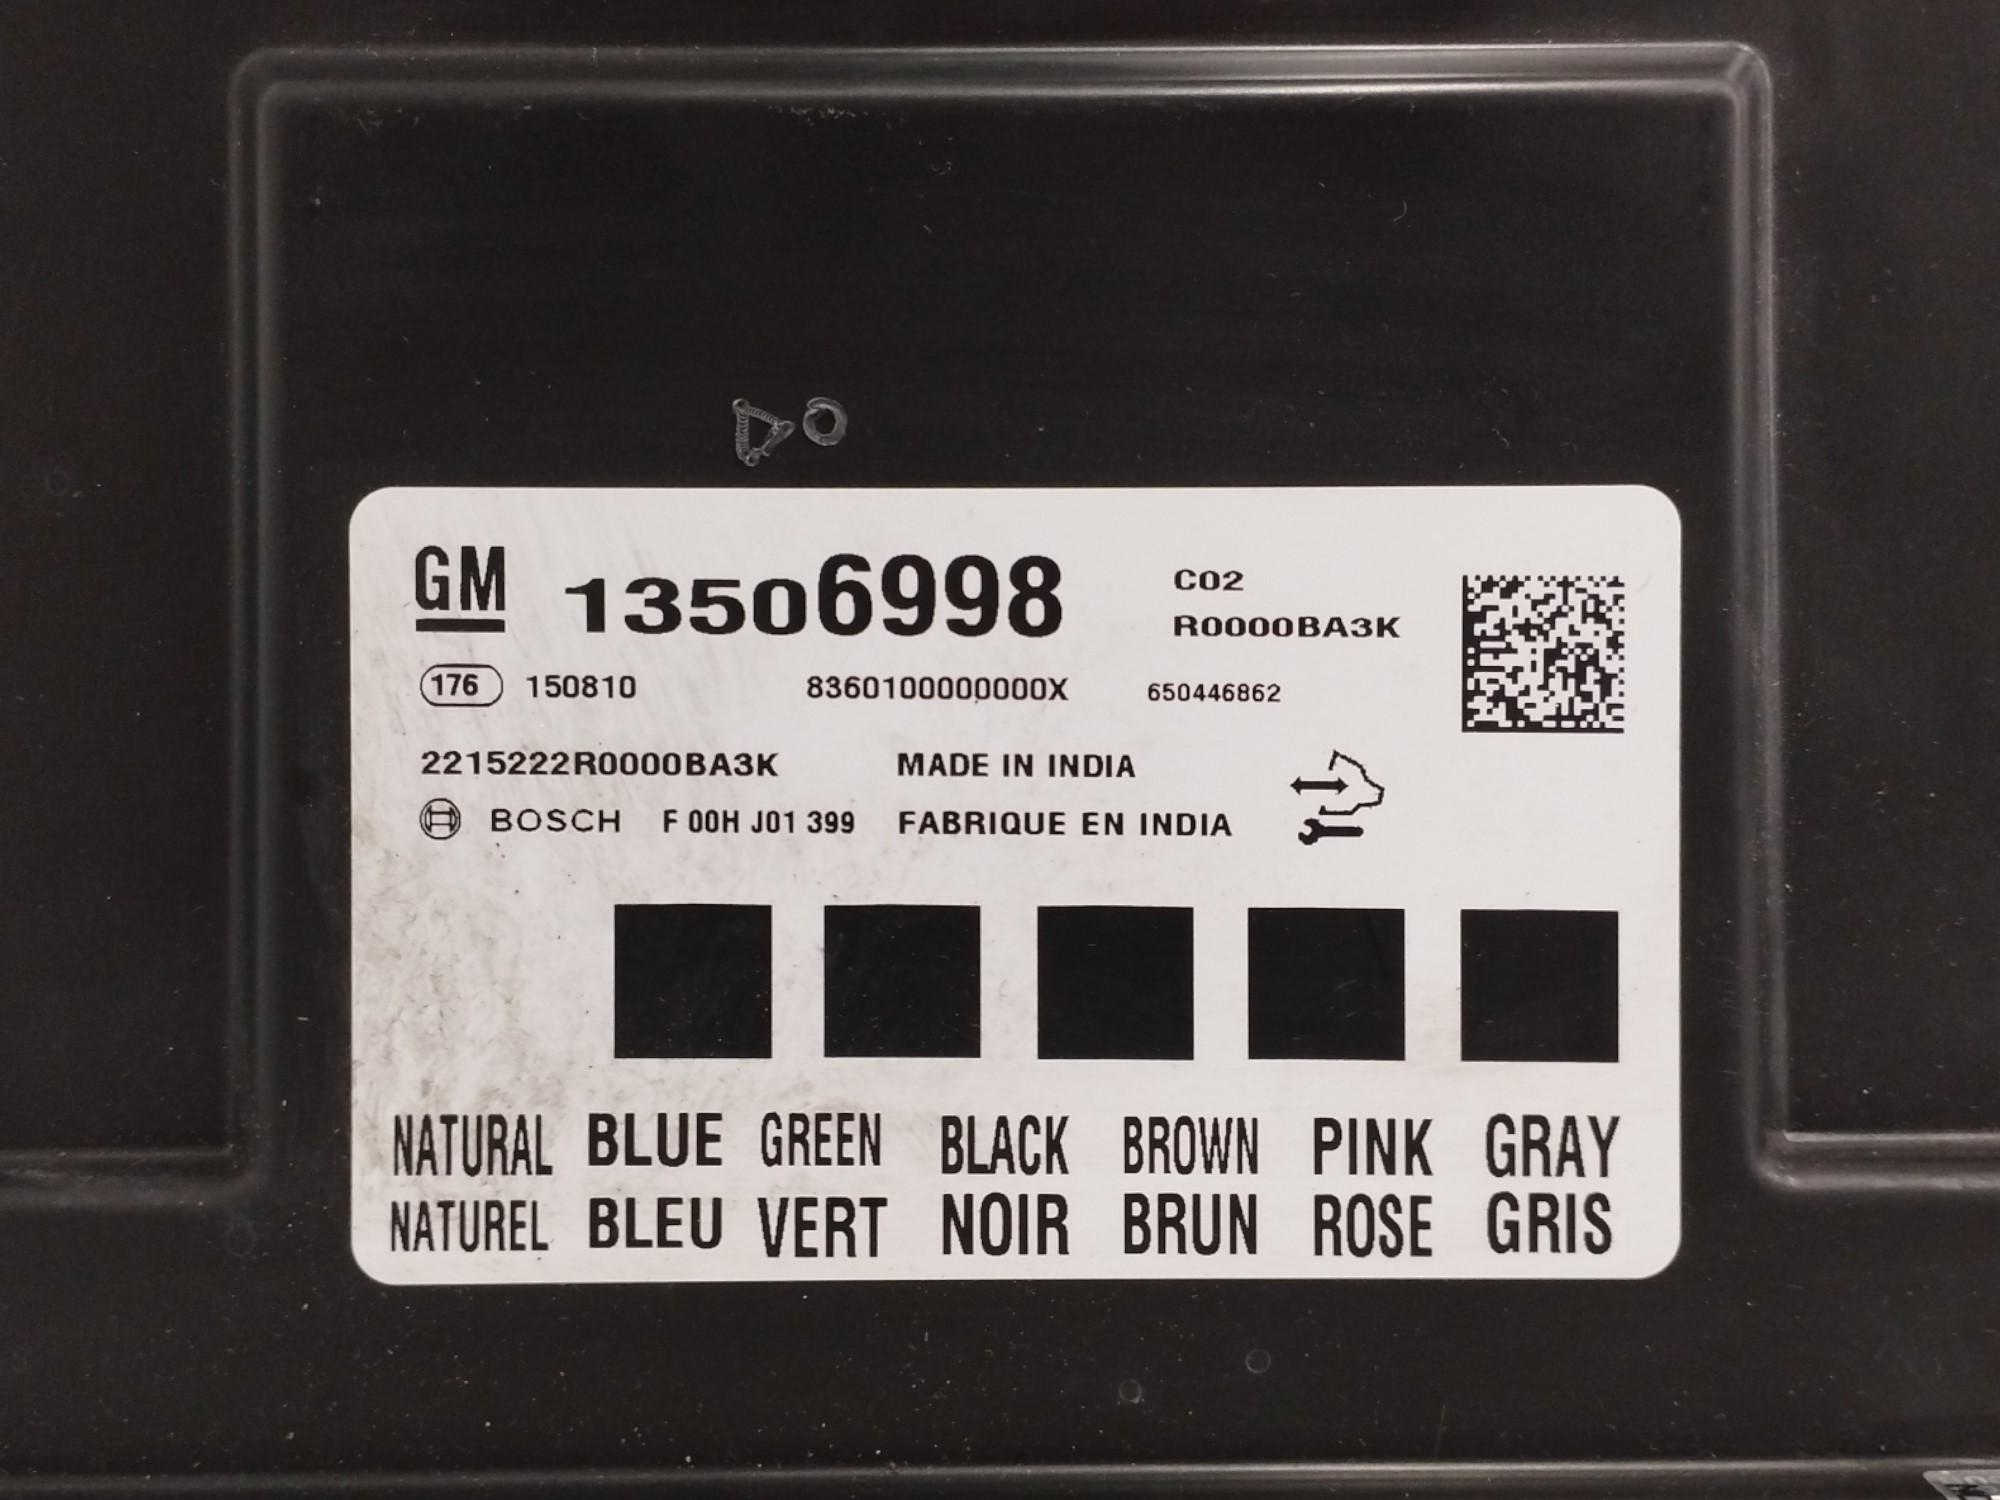 GM 13506998 C02
R0000BA3K
176 150810 8360100000000X 650446862
2215222R0000BA3K MADE IN INDIA
BOSCH F 00H J01 399 FABRIQUE EN INDIA
NATURAL BLUE GREEN BLACK BROWN PINK GRAY
NATUREL BLEU VERT NOIR BRUN ROSE GRIS